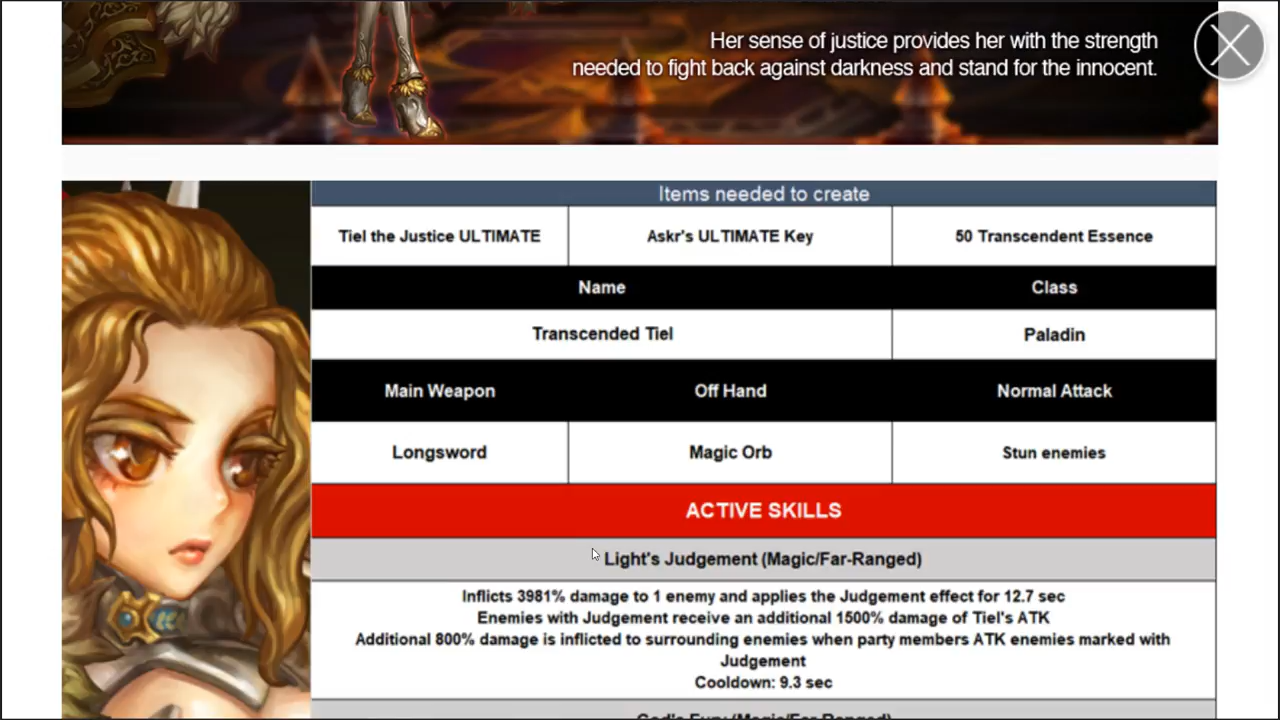 Her sense of justice provides her with the strength
needed to fight back against darkness and stand for the innocent.
Items needed to create
Tiel the Justice ULTIMATE
Askr's ULTIMATE Key
50 Transcendent Essence
Name
Class
Transcended Tiel
Paladin
Main Weapon
Off Hand
Normal Attack
Longsword
Magic Orb
Stun enemies
ACTIVE SKILLS
Light's Judgement (Magic/Far-Ranged)
Inflicts 3981% damage to 1 enemy and applies the Judgement effect for 12.7 sec
Enemies with Judgement receive an additional 1500% damage of Tiel's ATK
Additional 800% damage is inflicted to surrounding enemies when party members ATK enemies marked with
Judgement
Cooldown: 9.3 sec
God's Fury (Magic/Far-Ranged)